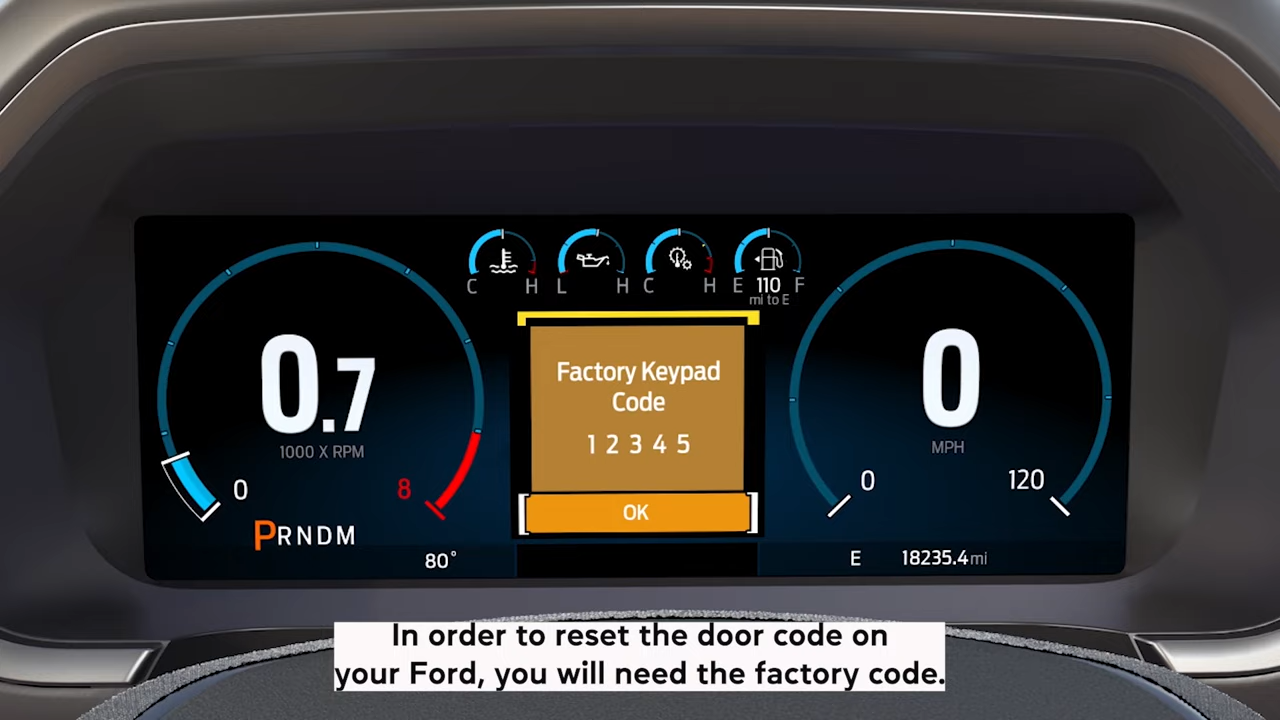 C H L H C H E 110 F
mi to E
Factory Keypad
Code
1 2 3 4 5
OK
0.7
1000 X RPM
0 8
PRNDM
80°
0
MPH
0 120
E 18235.4mi
In order to reset the door code on
your Ford, you will need the factory code.